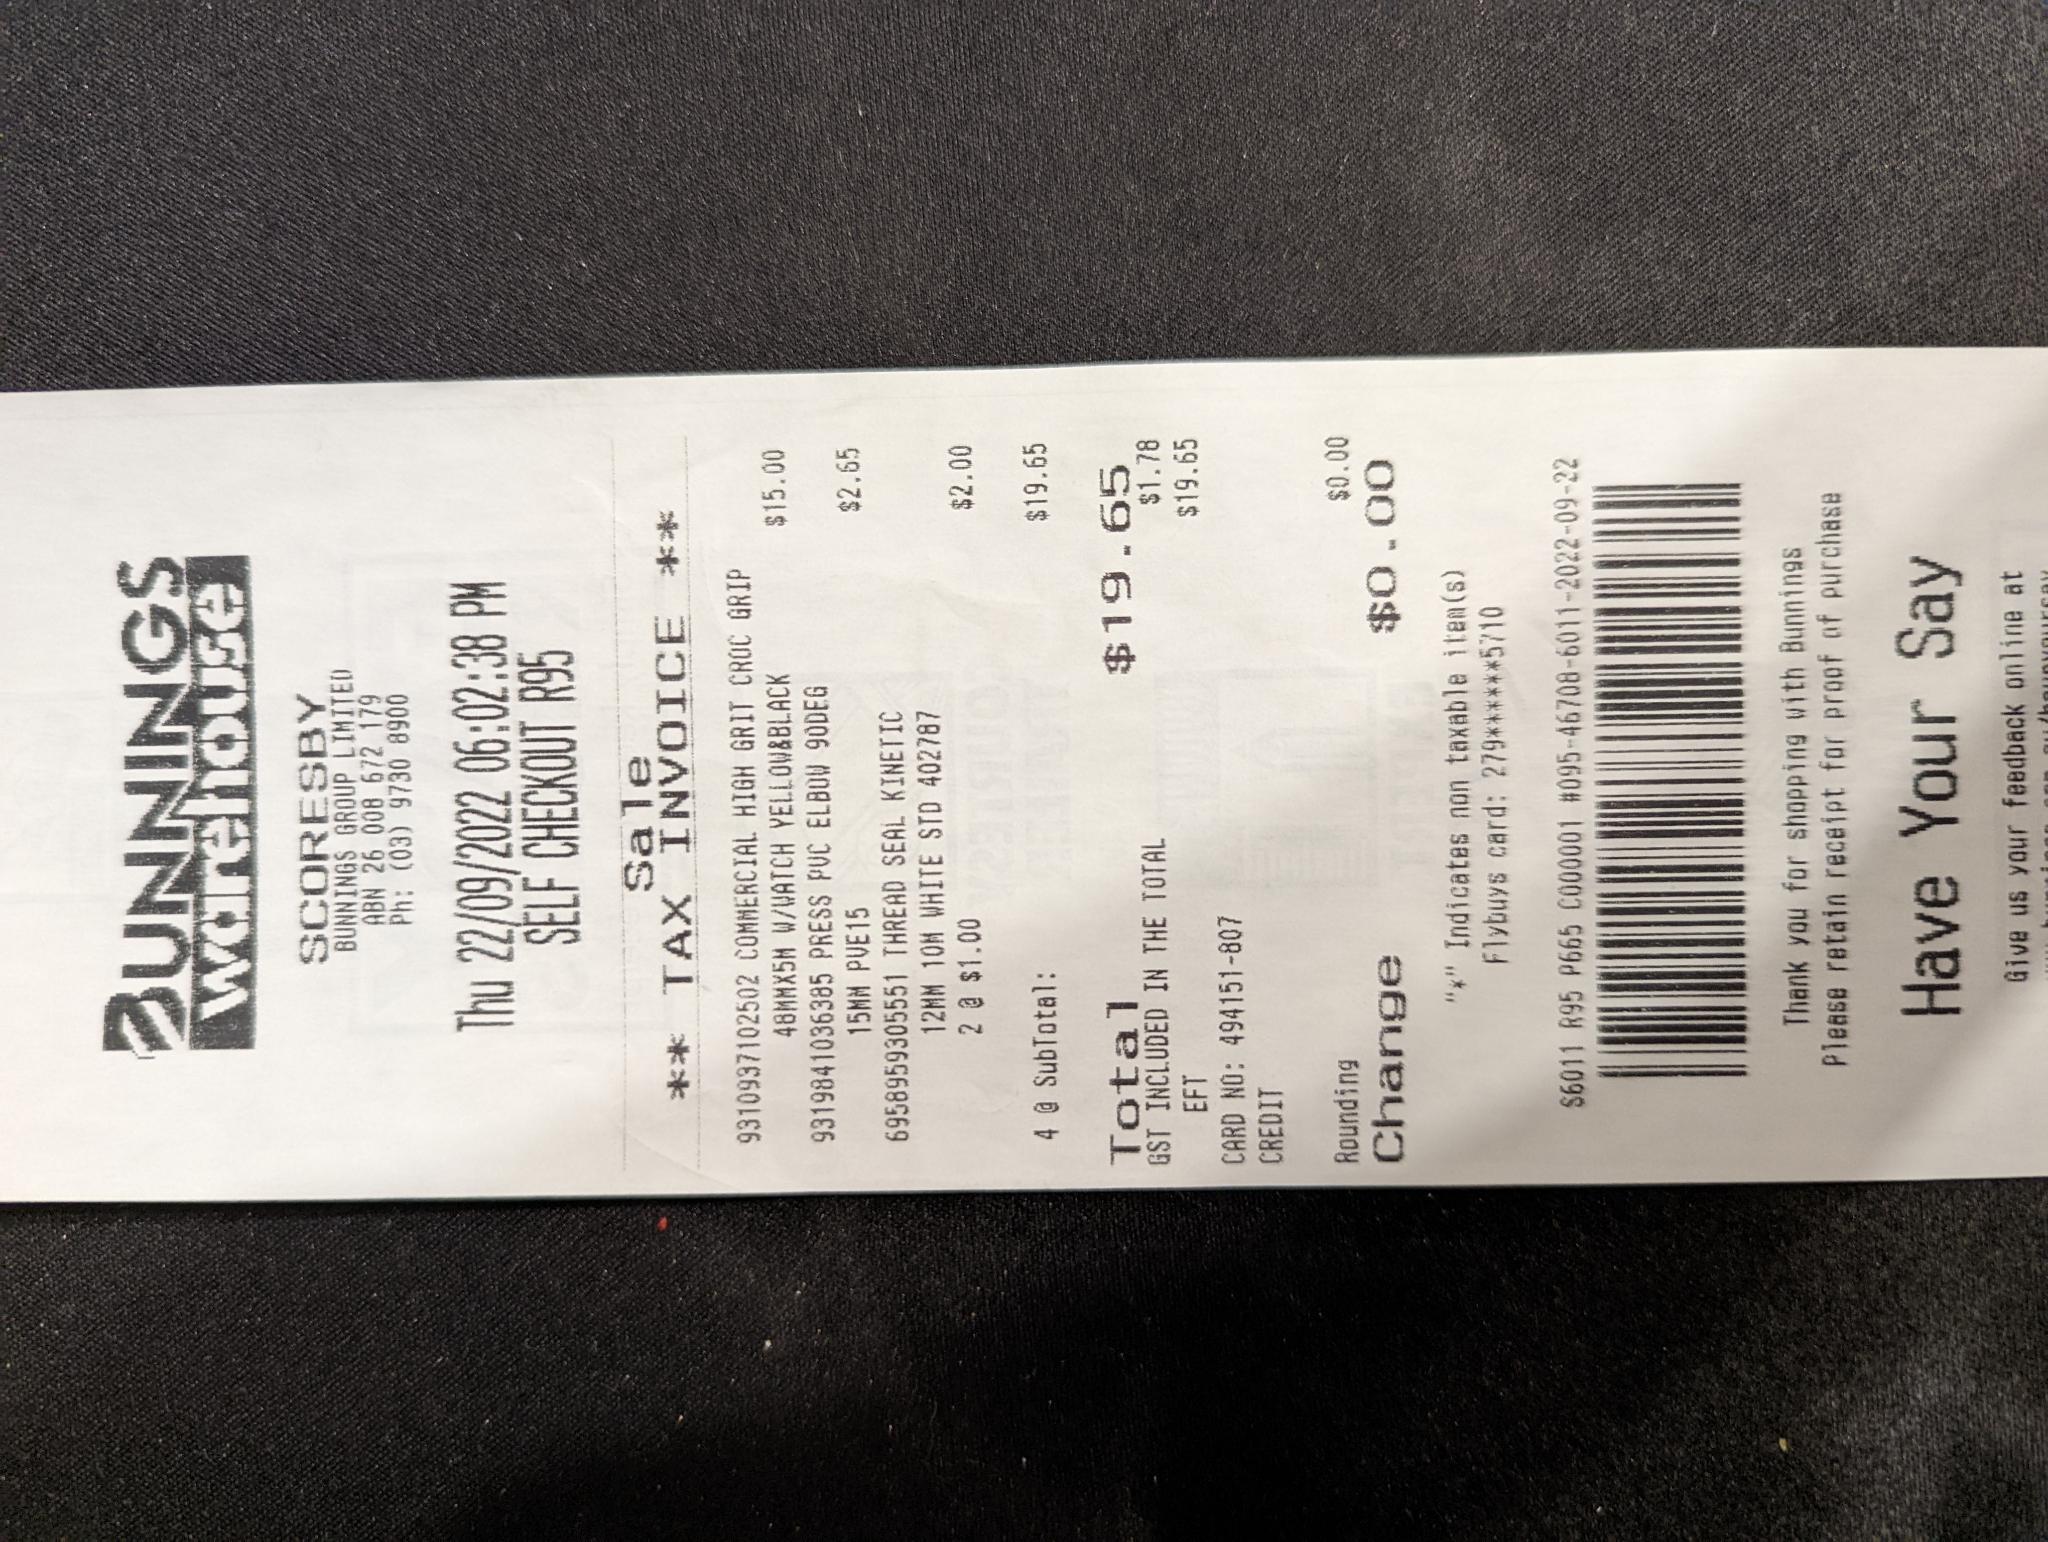 BUNNINGS
warehouse
SCORESBY
BUNNINGS GROUP LIMITED
ABN 26 008 672 179
Ph: (03) 9730 8900
Thu 22/09/2022 06:02:38 PM
SELF CHECKOUT R95
Sale
** TAX INVOICE **
9310937102502 COMMERCIAL HIGH GRIT CROC GRIP
48MMX5M W/WATCH YELLOW&BLACK $15.00
9319841036385 PRESS PVC ELBOW 90DEG
15MM PVE15 $2.65
6958959305551 THREAD SEAL KINETIC
12MM 10M WHITE STD 402787
2 @ $1.00 $2.00
4 @ SubTotal: $19.65
Total $19.65
GST INCLUDED IN THE TOTAL $1.78
EFT $19.65
CARD NO: 494151-807
CREDIT
Rounding $0.00
Change $0.00
"*" Indicates non taxable item(s)
Flybuys card: 279*******5710
S6011 R95 P665 C000001 #095-46708-6011-2022-09-22
Thank you for shopping with Bunnings
Please retain receipt for proof of purchase
Have Your Say
Give us your feedback online at